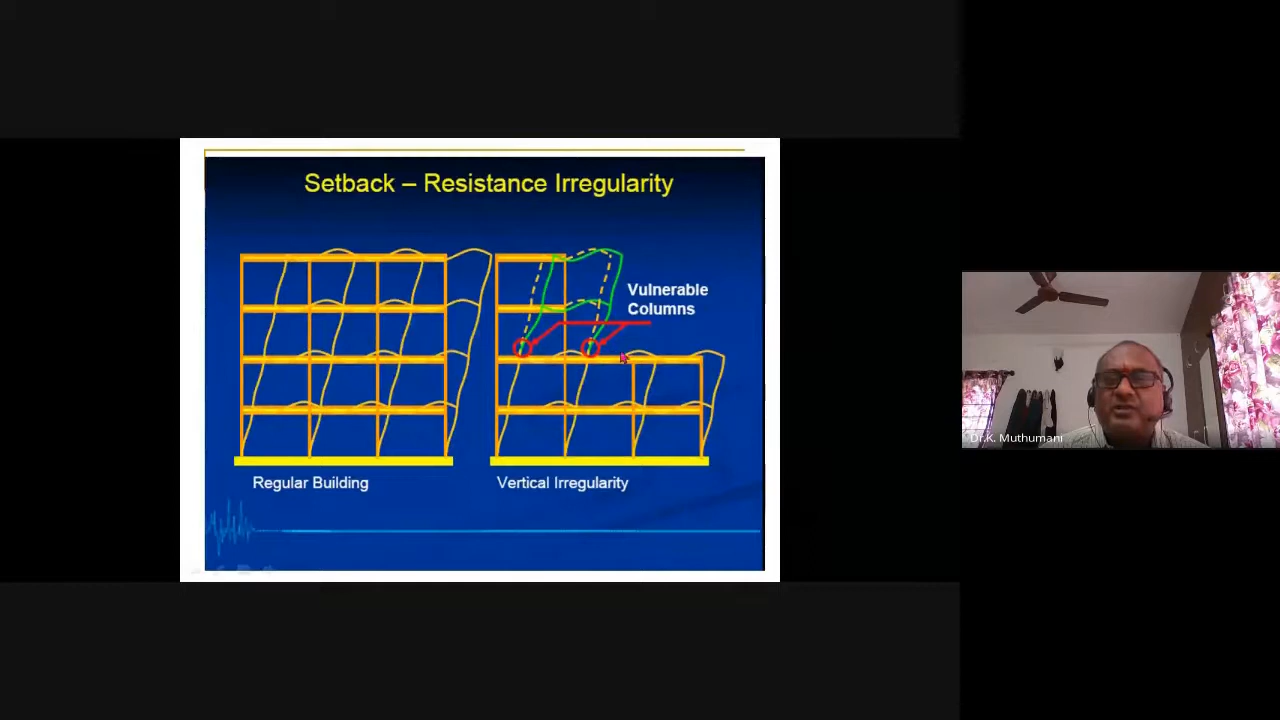 Setback – Resistance Irregularity
Vulnerable
Columns
Regular Building
Vertical Irregularity
Dr.K. Muthumani